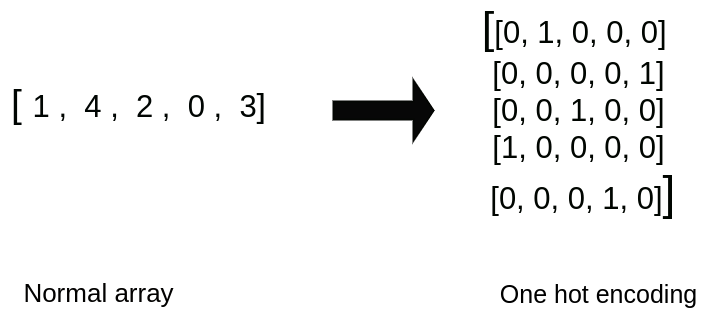 [ 1 , 4 , 2 , 0 , 3]
[[0, 1, 0, 0, 0]
[0, 0, 0, 0, 1]
[0, 0, 1, 0, 0]
[1, 0, 0, 0, 0]
[0, 0, 0, 1, 0]]
Normal array
One hot encoding